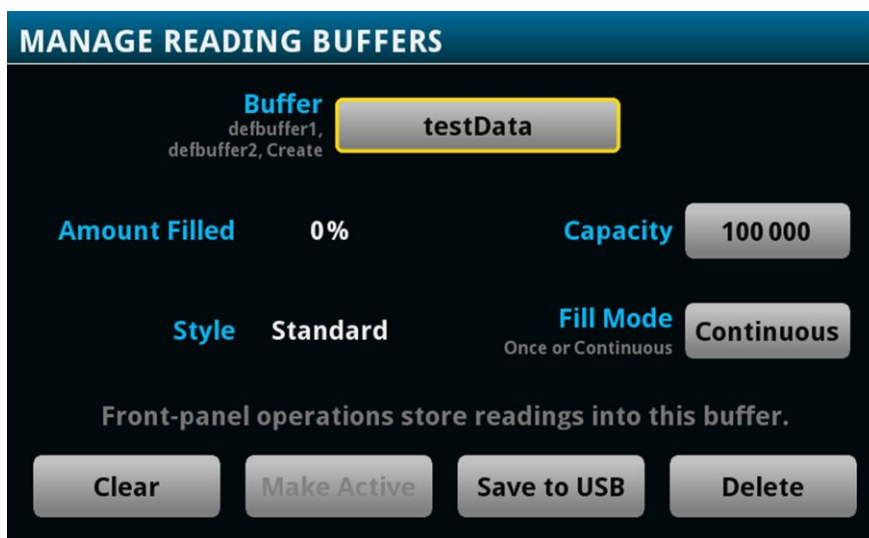 MANAGE READING BUFFERS
Buffer
defbuffer1,
defbuffer2, Create
testData
Amount Filled 0% Capacity 100 000
Style Standard Fill Mode
Once or Continuous
Continuous
Front-panel operations store readings into this buffer.
Clear Make Active Save to USB Delete